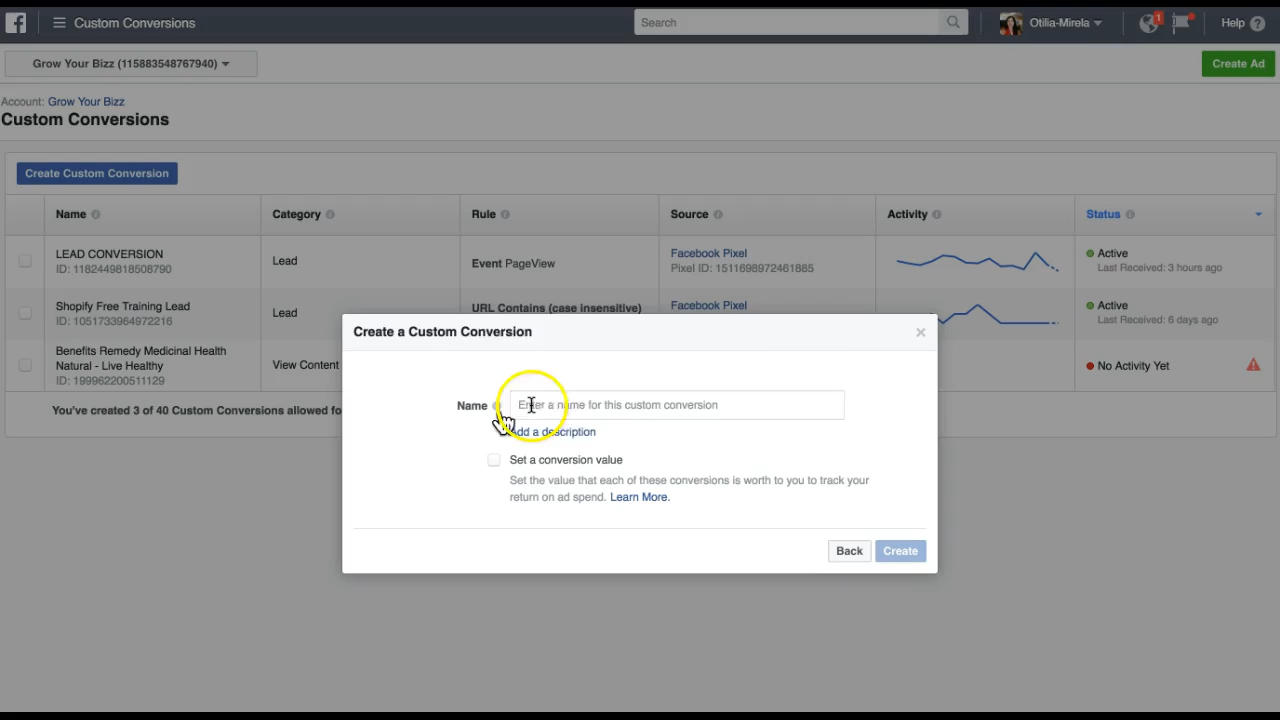 Custom Conversions
Search
Otilia-Mirela
1
Help
Grow Your Bizz (115883548767940)
Create Ad
Account: Grow Your Bizz
Custom Conversions
Create Custom Conversion
Name
Category
Rule
Source
Activity
Status
LEAD CONVERSION
ID: 1182449818508790
Lead
Event PageView
Facebook Pixel
Pixel ID: 1511698972461885
Active
Last Received: 3 hours ago
Shopify Free Training Lead
ID: 1051733964972216
Lead
URL Contains (case insensitive)
Facebook Pixel
Active
Last Received: 6 days ago
Benefits Remedy Medicinal Health
Natural - Live Healthy
ID: 199962200511129
View Content
No Activity Yet
You've created 3 of 40 Custom Conversions allowed fo
Create a Custom Conversion
Name
Enter a name for this custom conversion
Add a description
Set a conversion value
Set the value that each of these conversions is worth to you to track your
return on ad spend. Learn More.
Back
Create